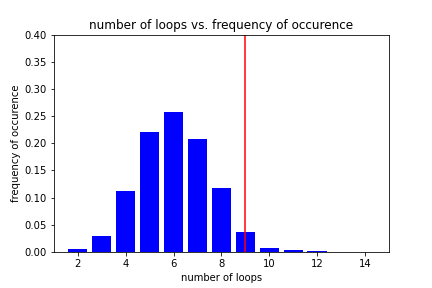 number of loops vs. frequency of occurence
0.40
0.35
0.30
0.25
0.20
0.15
0.10
0.05
0.00
frequency of occurence
2 4 6 8 10 12 14
number of loops